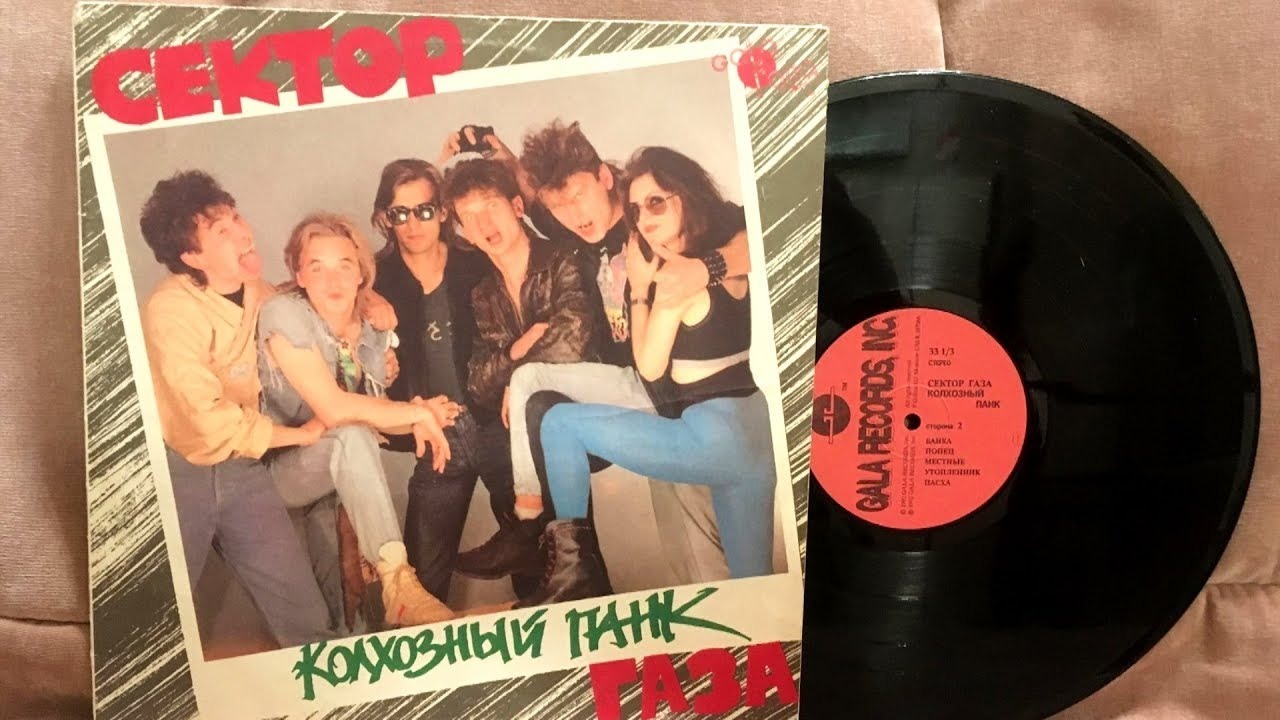 СЕКТОР
КОЛХОЗНЫЙ ПАНК
ГАЗА
GALA RECORDS, INC.
33 1/3
СТЕРЕО
СЕКТОР ГАЗА
КОЛХОЗНЫЙ
ПАНК
сторона 2
БАНКА
ПОПЕЦ
МЕСТНЫЕ
УТОПЛЕННИК
ПАСХА